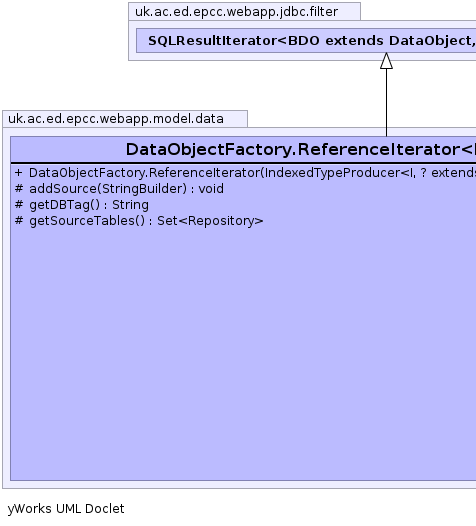 uk.ac.ed.epcc.webapp.jdbc.filter
SQLResultIterator<BDO extends DataObject,
uk.ac.ed.epcc.webapp.model.data
DataObjectFactory.ReferenceIterator<
+ DataObjectFactory.ReferenceIterator(IndexedTypeProducer<I, ? extends
# addSource(StringBuilder) : void
# getDBTag() : String
# getSourceTables() : Set<Repository>
yWorks UML Doclet